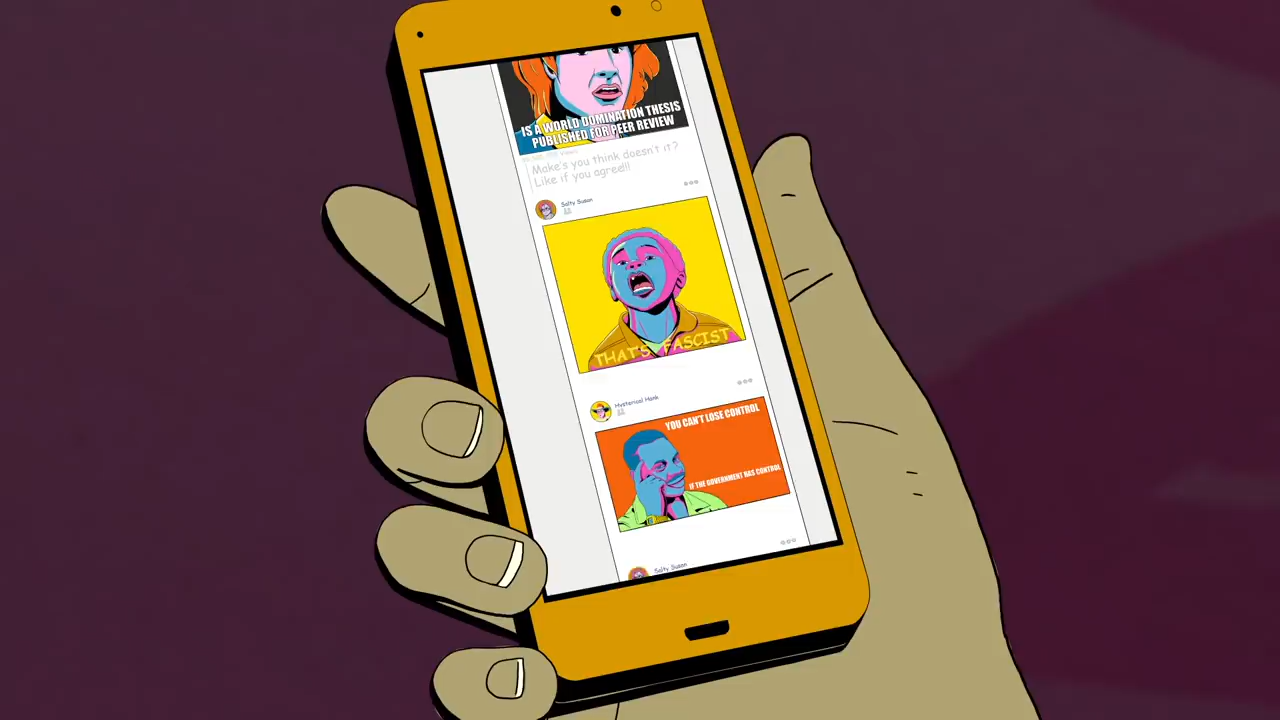 IS A WORLD DOMINATION THESIS
PUBLISHED FOR PEER REVIEW
Make's you think doesn't it?
Like if you agree!!!
Salty Susan
THAT'S FASCIST
Hysterical Hank
YOU CAN'T LOSE CONTROL
IF THE GOVERNMENT HAS CONTROL
Salty Susan